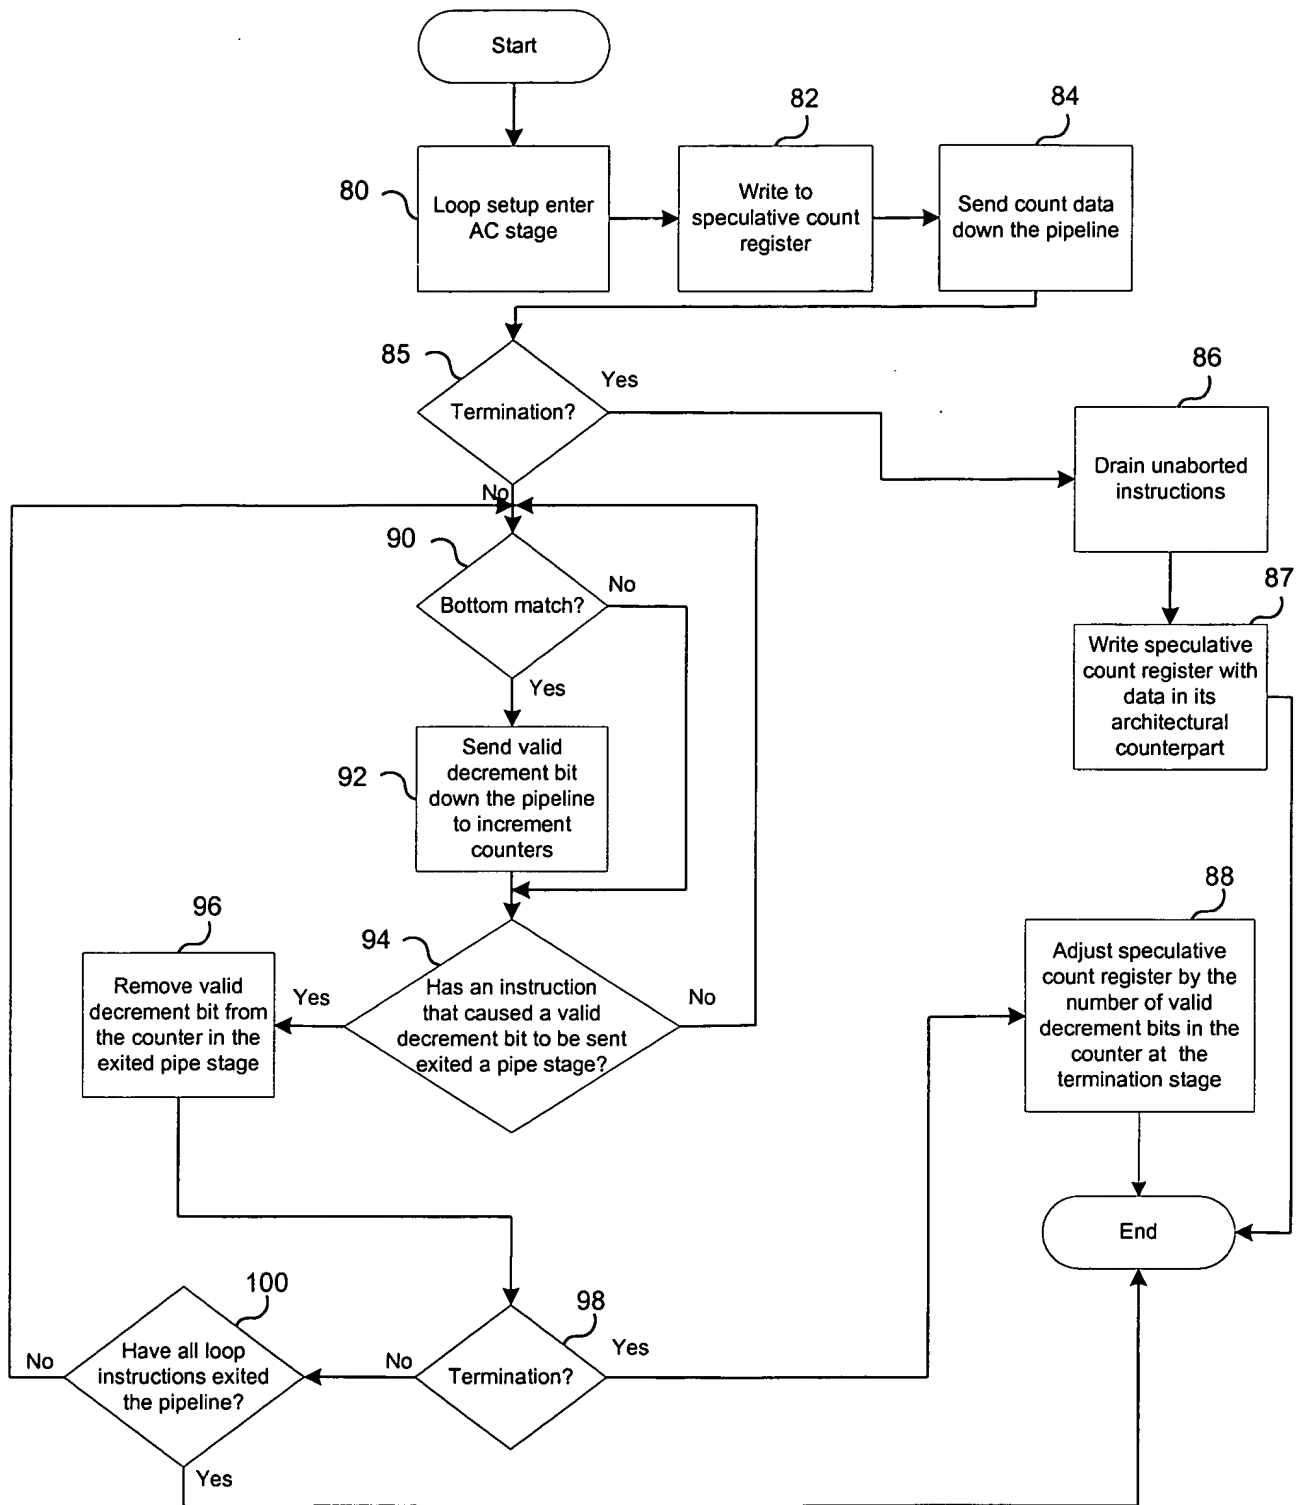 Start
82
84
80
Loop setup enter
AC stage
Write to
speculative count
register
Send count data
down the pipeline
85
Termination?
Yes
86
Drain unaborted
instructions
No
90
Bottom match?
No
Yes
87
Write speculative
count register with
data in its
architectural
counterpart
92
Send valid
decrement bit
down the pipeline
to increment
counters
96
Remove valid
decrement bit from
the counter in the
exited pipe stage
Yes
94
Has an instruction
that caused a valid
decrement bit to be sent
exited a pipe stage?
No
88
Adjust speculative
count register by the
number of valid
decrement bits in the
counter at the
termination stage
End
100
Have all loop
instructions exited
the pipeline?
No
Yes
No
98
Termination?
Yes